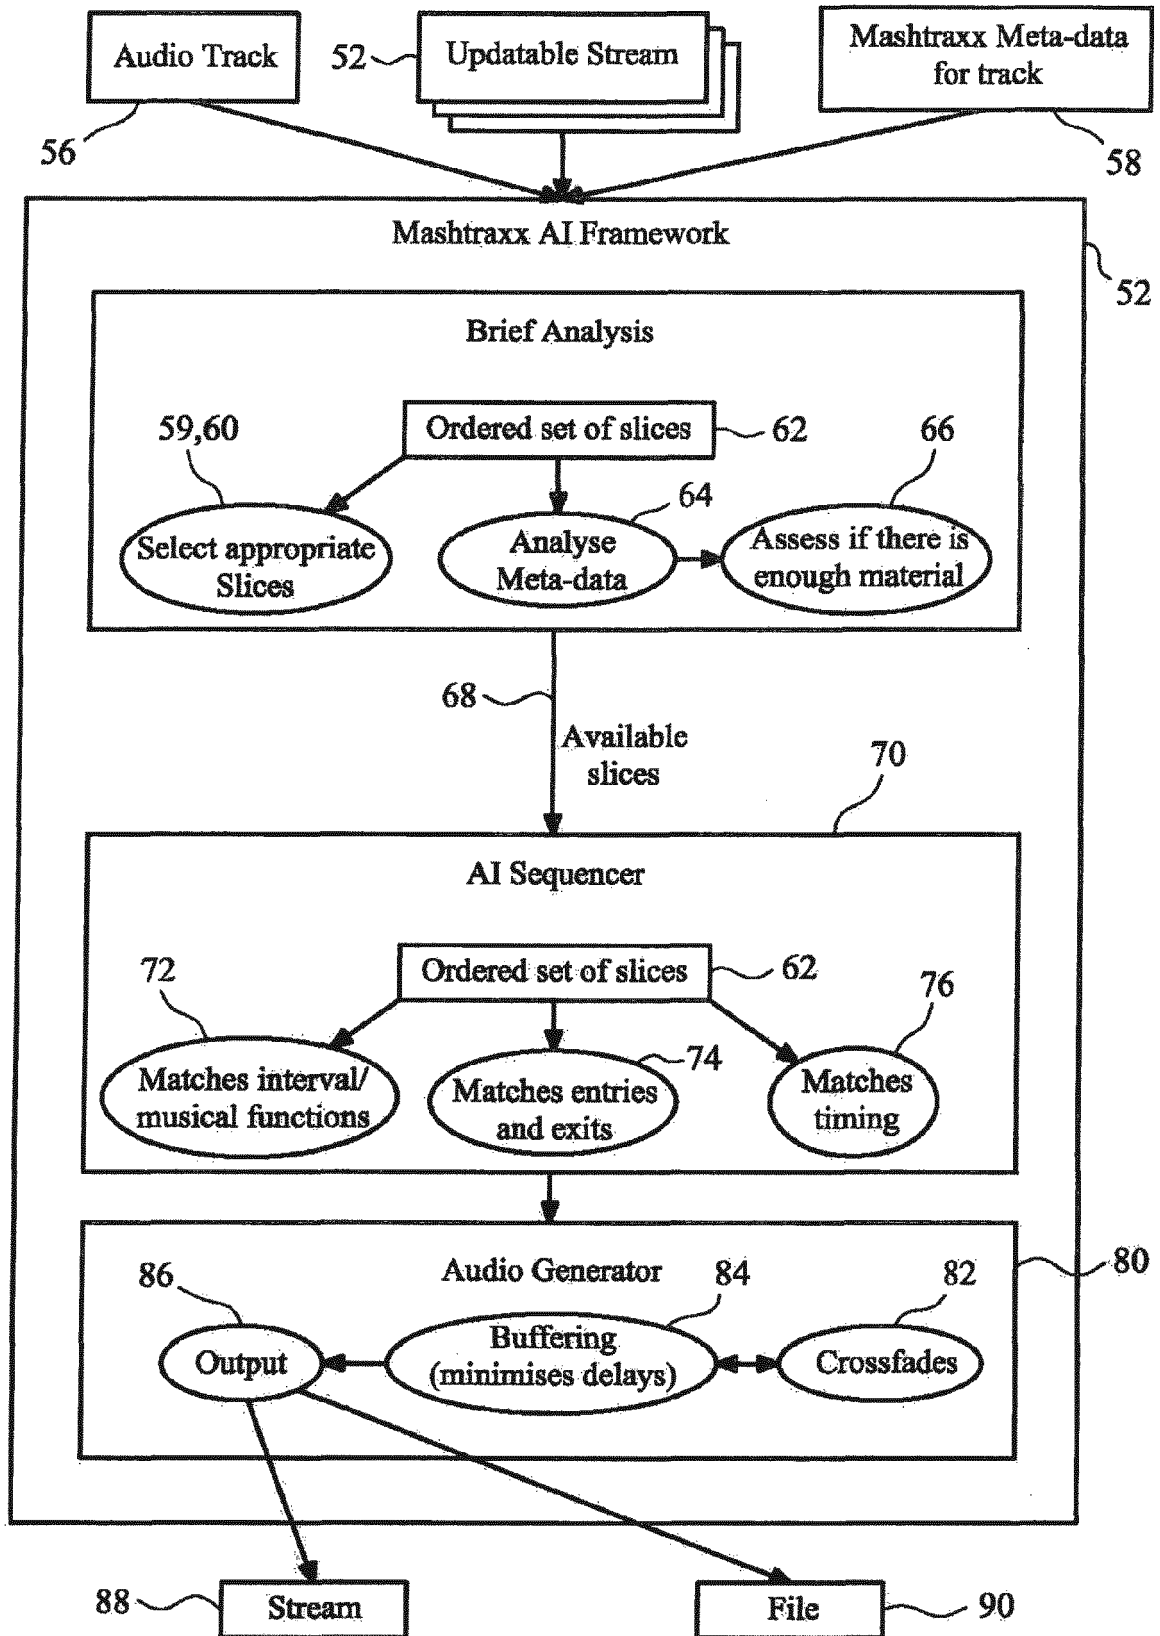 Audio Track
52
Updatable Stream
Mashtraxx Meta-data
for track
56
58
Mashtraxx AI Framework
52
Brief Analysis
59,60
Ordered set of slices
62
66
64
Select appropriate
Slices
Analyse
Meta-data
Assess if there is
enough material
68
Available
slices
70
AI Sequencer
72
Ordered set of slices
62
76
74
Matches interval/
musical functions
Matches entries
and exits
Matches
timing
86
Audio Generator
84
82
80
Output
Buffering
(minimises delays)
Crossfades
88
Stream
File
90